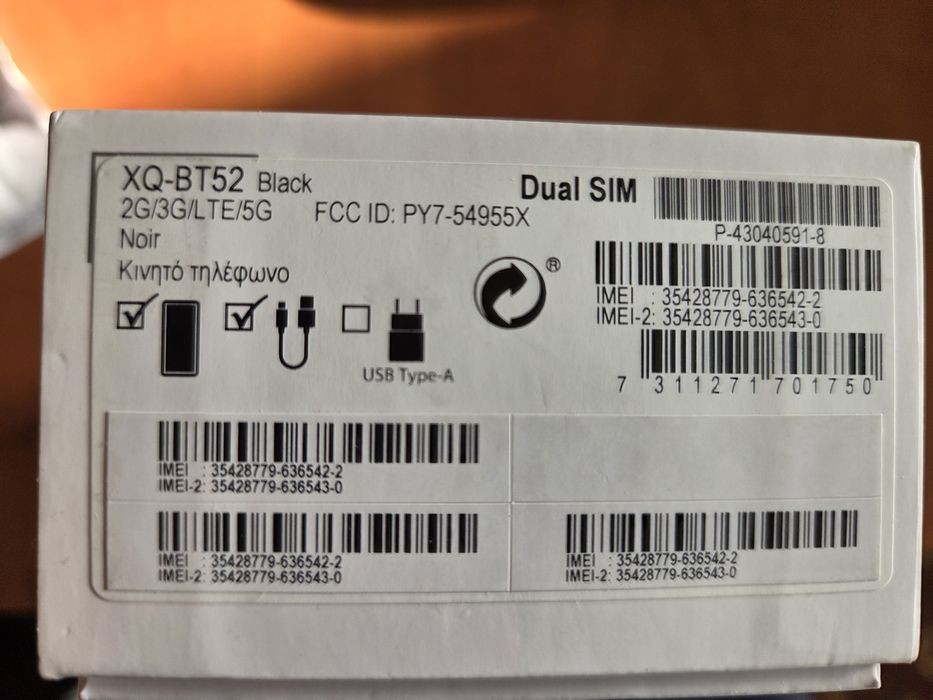 XQ-BT52 Black
2G/3G/LTE/5G FCC ID: PY7-54955X
Noir
Κινητό τηλέφωνο
USB Type-A
Dual SIM
P-43040591-8
®
IMEI : 35428779-636542-2
IMEI-2: 35428779-636543-0
7 311271 701750
IMEI : 35428779-636542-2
IMEI-2: 35428779-636543-0
IMEI : 35428779-636542-2
IMEI-2: 35428779-636543-0
IMEI : 35428779-636542-2
IMEI-2: 35428779-636543-0